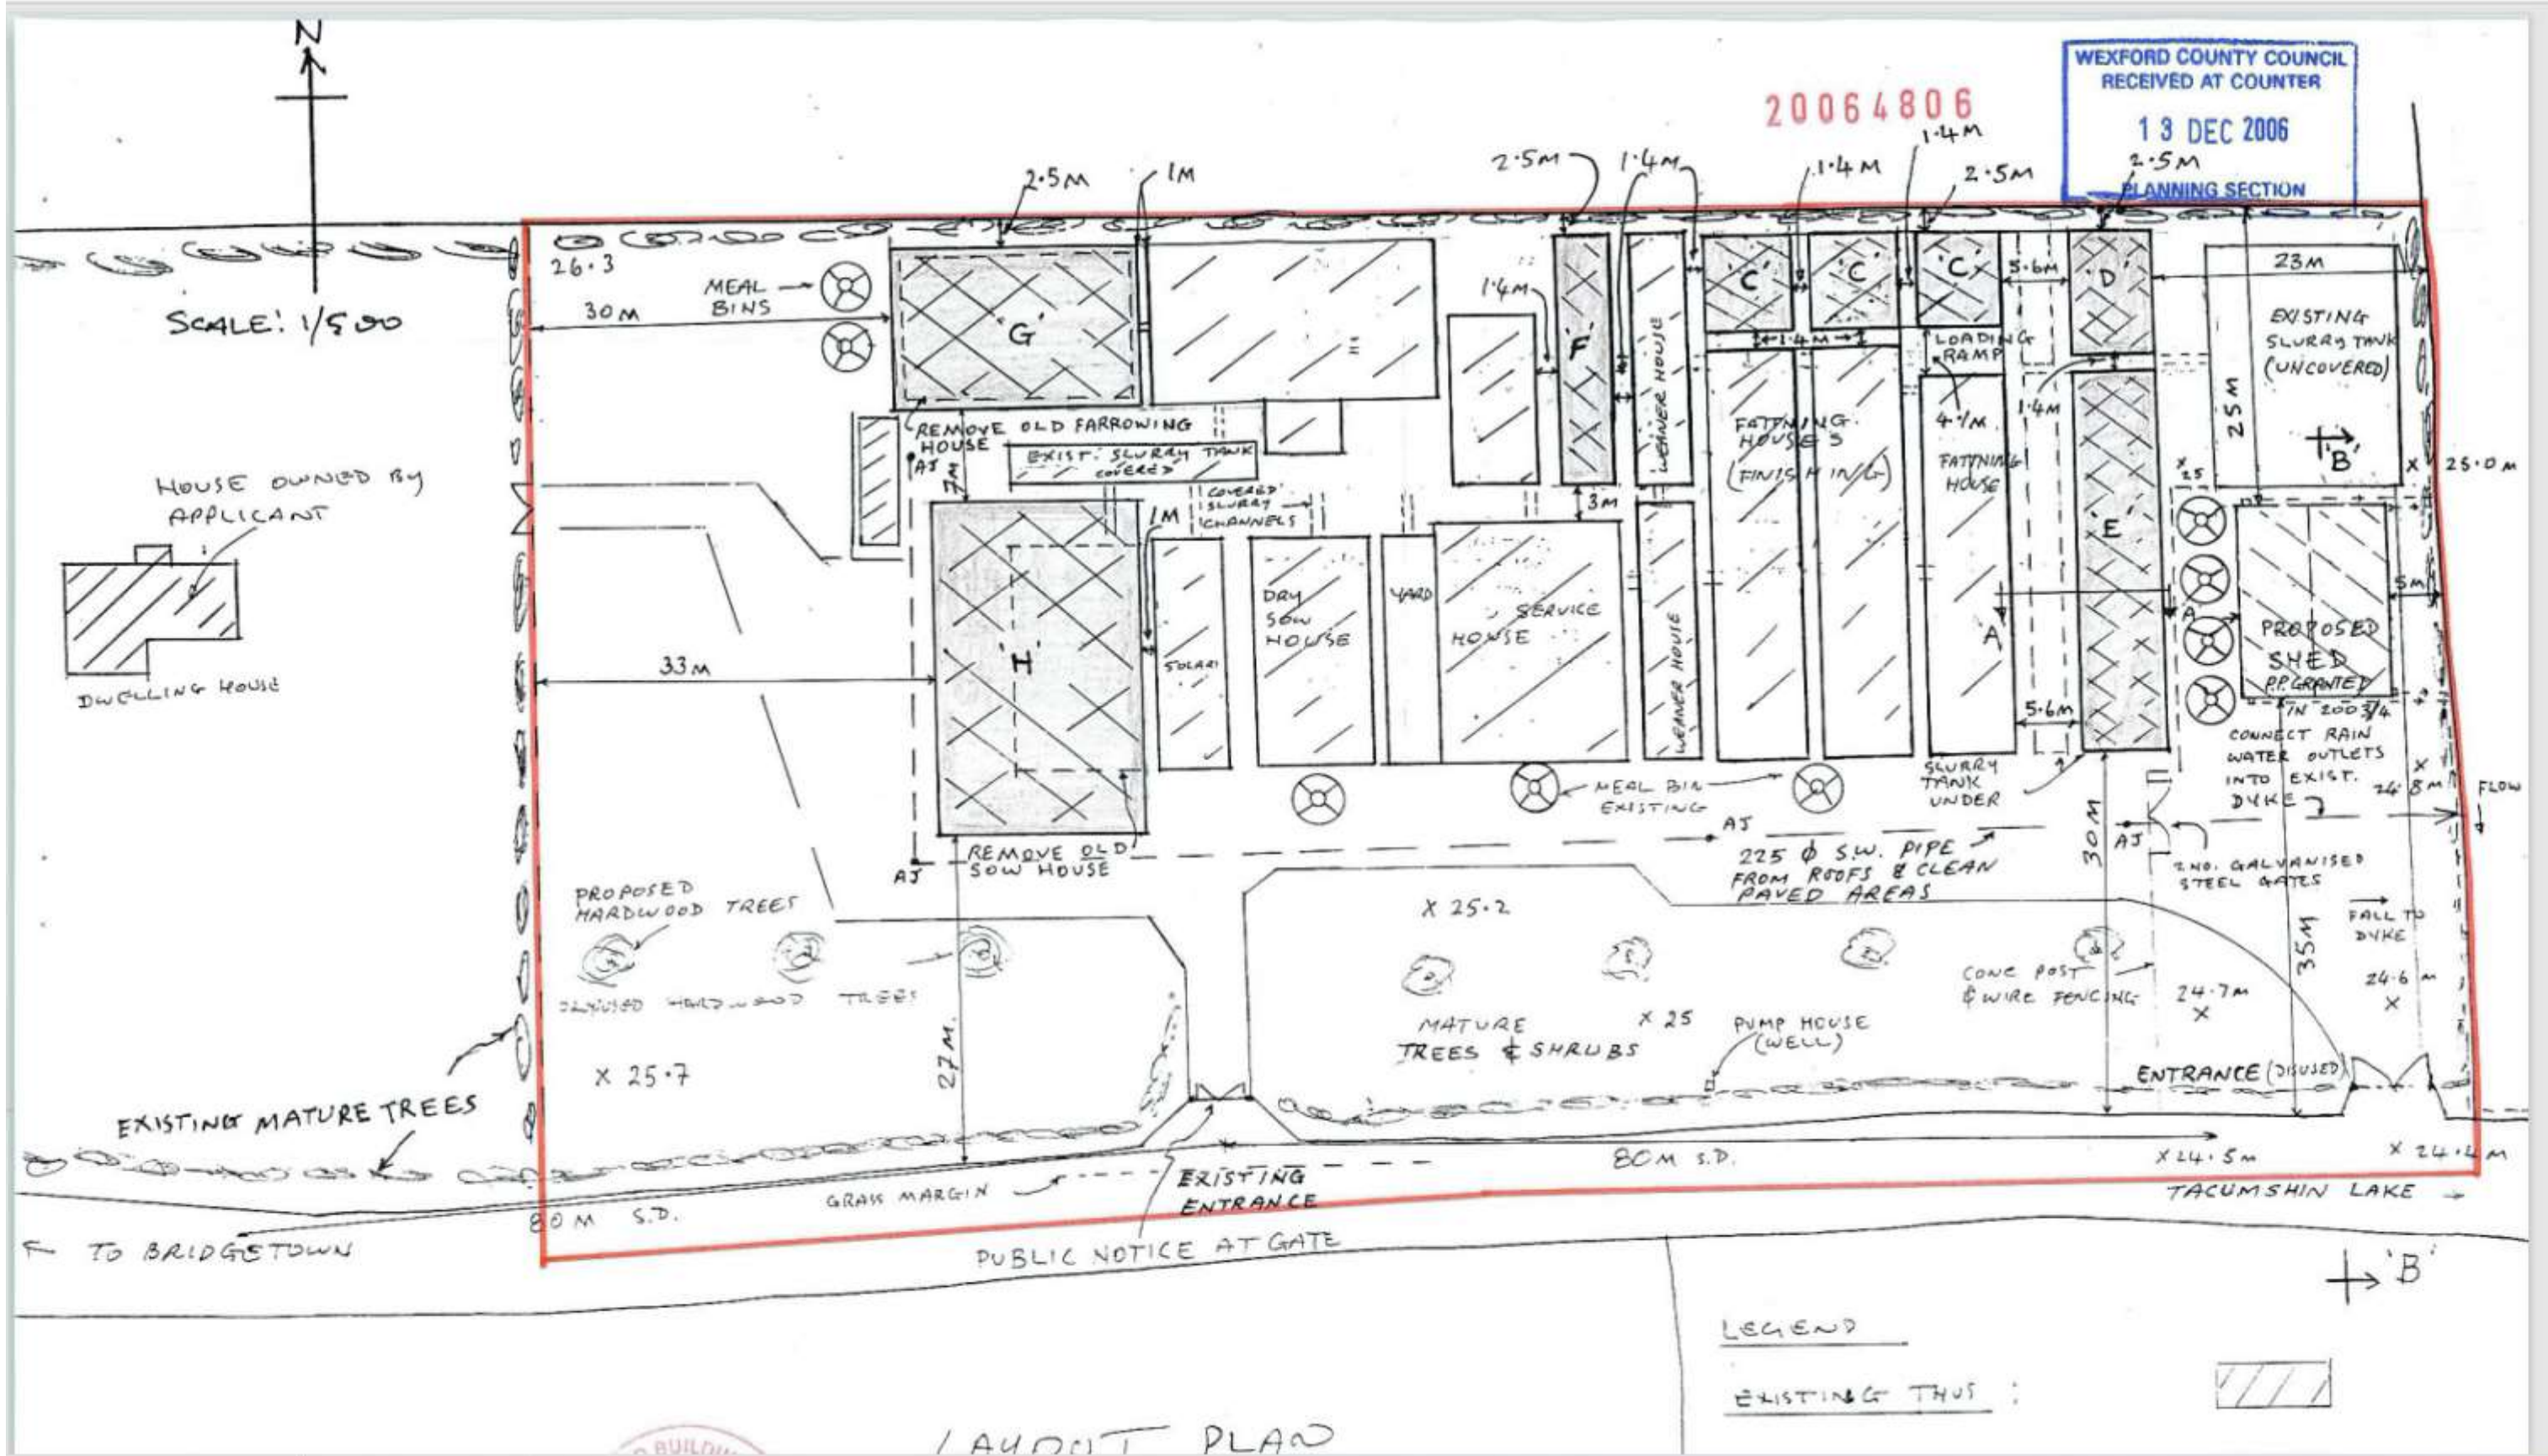 N
SCALE: 1/500
20064806
WEXFORD COUNTY COUNCIL
RECEIVED AT COUNTER
13 DEC 2006
PLANNING SECTION
2.5M
1M
2.5M
1.4M
1.4M
1.4M
2.5M
2.5M
26.3
30M
MEAL
BINS
'G'
1.4M
'F'
WEANER HOUSE
'C'
'C'
'C'
5.6M
'D'
23M
1.4M
LOADING
RAMP
EXISTING
SLURRY TANK
(UNCOVERED)
25M
REMOVE OLD FARROWING
HOUSE
AJ
7M
EXIST. SLURRY TANK
COVERED
COVERED
SLURRY
CHANNELS
FATTNING
HOUSES
(FINISHING)
4.1M
FATTNING
HOUSE
1.4M
'B'
X
25
X 25.0M
HOUSE OWNED BY
APPLICANT
DWELLING HOUSE
1M
3M
'E'
33M
'H'
SOLARI
DRY
SOW
HOUSE
YARD
SERVICE
HOUSE
WEANER HOUSE
A
A
5M
PROPOSED
SHED
P.P. GRANTED
IN 2003/4
5.6M
CONNECT RAIN
WATER OUTLETS
INTO EXIST.
DYKE
X
24.8M
FLOW
MEAL BIN
EXISTING
SLURRY
TANK
UNDER
REMOVE OLD
SOW HOUSE
AJ
AJ
225 ϕ S.W. PIPE
FROM ROOFS & CLEAN
PAVED AREAS
30M
AJ
2 NO. GALVANISED
STEEL GATES
PROPOSED
HARDWOOD TREES
HARDWOOD TREES
X 25.2
35M
FALL TO
DYKE
24.6 M
X
CONC POST
& WIRE FENCING
24.7M
X
MATURE
TREES & SHRUBS
X 25
PUMP HOUSE
(WELL)
27M.
X 25.7
EXISTING MATURE TREES
ENTRANCE (DISUSED)
80M S.D.
X 24.5M
X 24.4M
GRASS MARGIN
EXISTING
ENTRANCE
80M S.D.
TACUMSHIN LAKE →
← TO BRIDGETOWN
PUBLIC NOTICE AT GATE
'B'
LEGEND
EXISTING THUS :
LAYOUT PLAN